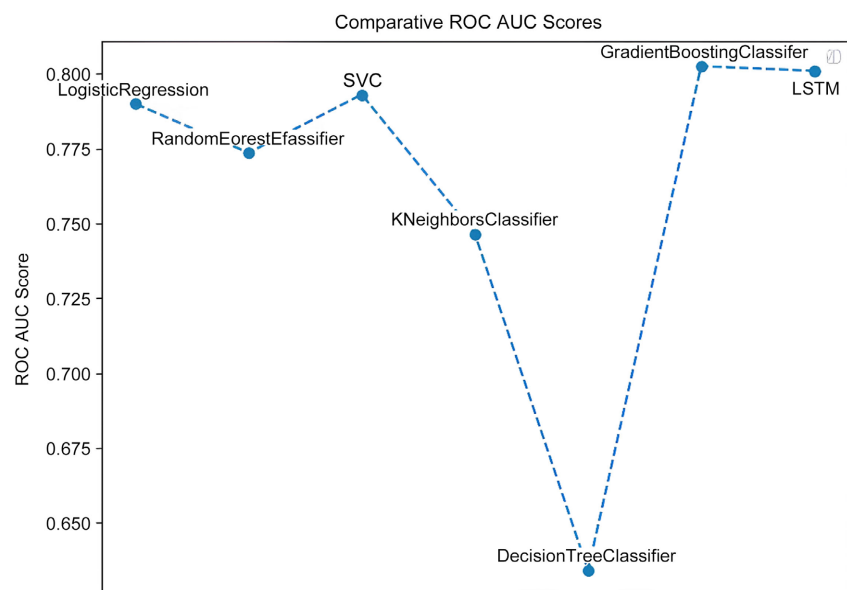 Comparative ROC AUC Scores
ROC AUC Score
0.800
0.775
0.750
0.725
0.700
0.675
0.650
LogisticRegression
RandomEorestEfassifier
SVC
KNeighborsClassifier
DecisionTreeClassifier
GradientBoostingClassifer
LSTM